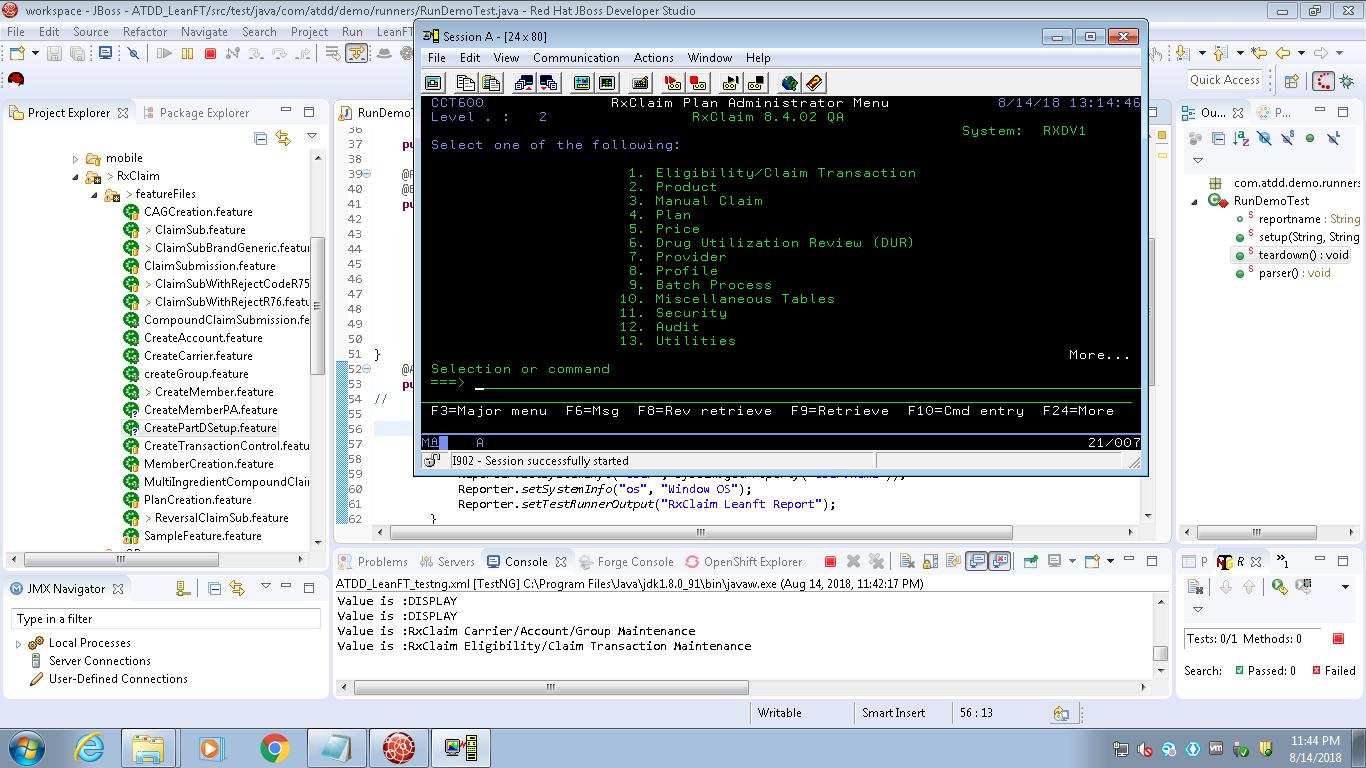 workspace - JBoss - ATDD_LeanFT/src/test/java/com/atdd/demo/runners/RunDemoTest.java - Red Hat JBoss Developer Studio
File Edit Source Refactor Navigate Search Project Run LeanFT
Quick Access
Project Explorer
Package Explorer
mobile
> RxClaim
> featureFiles
CAGCreation.feature
> ClaimSub.feature
> ClaimSubBrandGeneric.featur
ClaimSubmission.feature
> ClaimSubWithRejectCodeR75
> ClaimSubWithRejectR76.featu
CompoundClaimSubmission.fe
CreateAccount.feature
CreateCarrier.feature
createGroup.feature
> CreateMember.feature
CreateMemberPA.feature
CreatePartDSetup.feature
CreateTransactionControl.featu
MemberCreation.feature
MultiIngredientCompoundClai
PlanCreation.feature
> ReversalClaimSub.feature
SampleFeature.feature
RunDemoT
36
37 pu
38
39 @P
40 @B
41 pu
42
43
44
45
46
47
48
49
50
51 }
52 @A
53 pu
54 //
55
56
57
58
59
60 Reporter.setSystemInfo("os", "Window OS");
61 Reporter.setTestRunnerOutput("RxClaim Leanft Report");
62 }
Session A - [24 x 80]
File Edit View Communication Actions Window Help
CCT600 RxClaim Plan Administrator Menu 8/14/18 13:14:46
Level . : 2 RxClaim 8.4.02 QA
System: RXDV1
Select one of the following:
1. Eligibility/Claim Transaction
2. Product
3. Manual Claim
4. Plan
5. Price
6. Drug Utilization Review (DUR)
7. Provider
8. Profile
9. Batch Process
10. Miscellaneous Tables
11. Security
12. Audit
13. Utilities
More...
Selection or command
===>
F3=Major menu F6=Msg F8=Rev retrieve F9=Retrieve F10=Cmd entry F24=More
MA A 21/007
I902 - Session successfully started
Ou...
P...
com.atdd.demo.runners
RunDemoTest
reportname : String
setup(String, String
teardown() : void
parser() : void
JMX Navigator
Type in a filter
Local Processes
Server Connections
User-Defined Connections
Problems Servers Console Forge Console OpenShift Explorer
ATDD_LeanFT_testng.xml [TestNG] C:\Program Files\Java\jdk1.8.0_91\bin\javaw.exe (Aug 14, 2018, 11:42:17 PM)
Value is :DISPLAY
Value is :DISPLAY
Value is :RxClaim Carrier/Account/Group Maintenance
Value is :RxClaim Eligibility/Claim Transaction Maintenance
P R
Tests: 0/1 Methods: 0
Search: Passed: 0 Failed
Writable Smart Insert 56 : 13
11:44 PM
8/14/2018